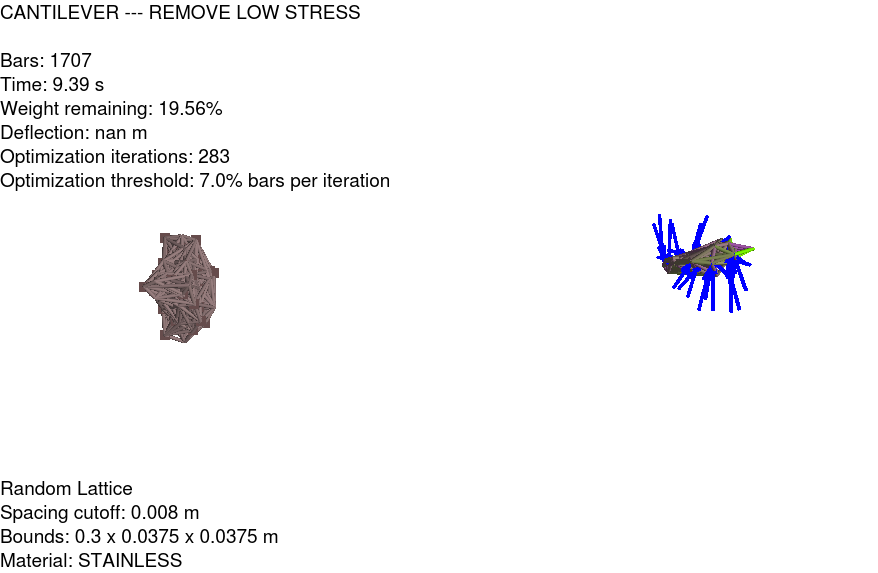 CANTILEVER --- REMOVE LOW STRESS
Bars: 1707
Time: 9.39 s
Weight remaining: 19.56%
Deflection: nan m
Optimization iterations: 283
Optimization threshold: 7.0% bars per iteration
Random Lattice
Spacing cutoff: 0.008 m
Bounds: 0.3 x 0.0375 x 0.0375 m
Material: STAINLESS